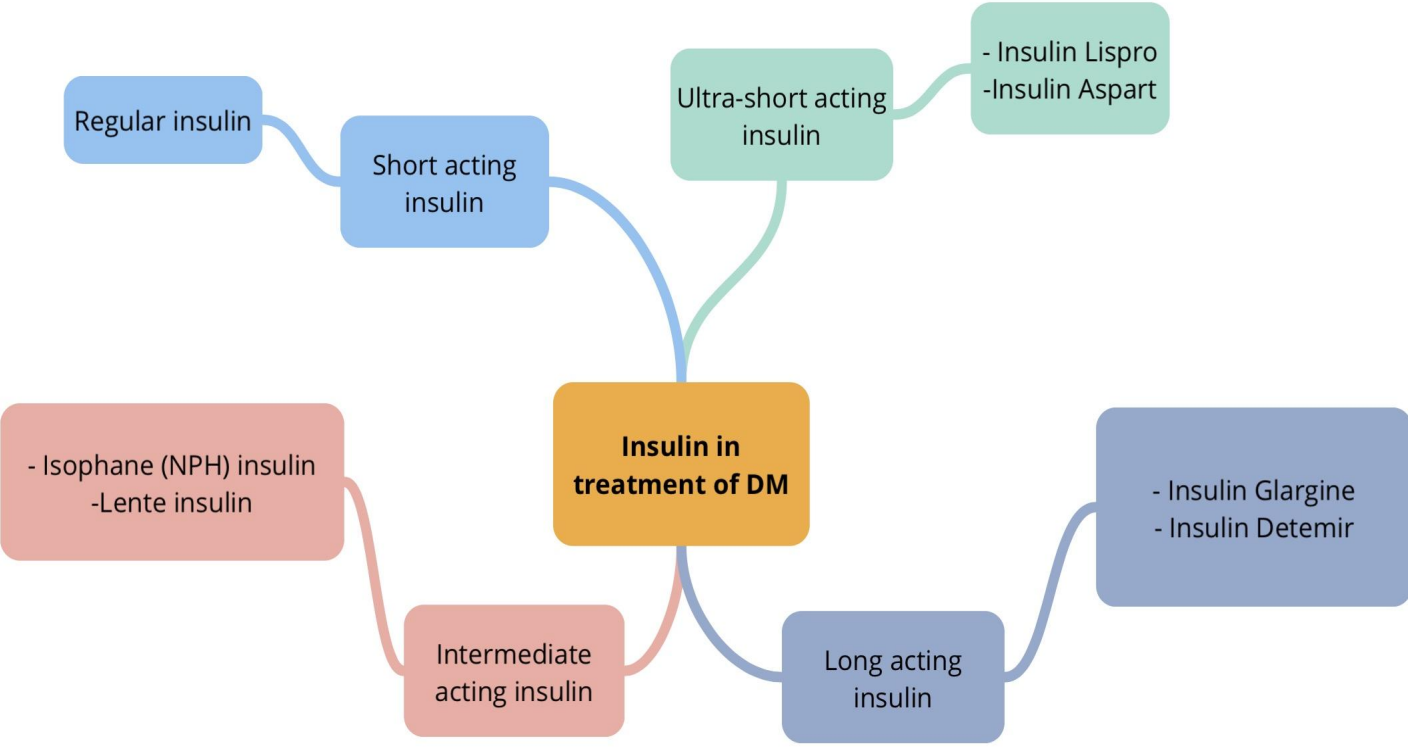 - Insulin Lispro
-Insulin Aspart
Ultra-short acting
insulin
Regular insulin
Short acting
insulin
Insulin in
treatment of DM
- Isophane (NPH) insulin
-Lente insulin
- Insulin Glargine
- Insulin Detemir
Intermediate
acting insulin
Long acting
insulin